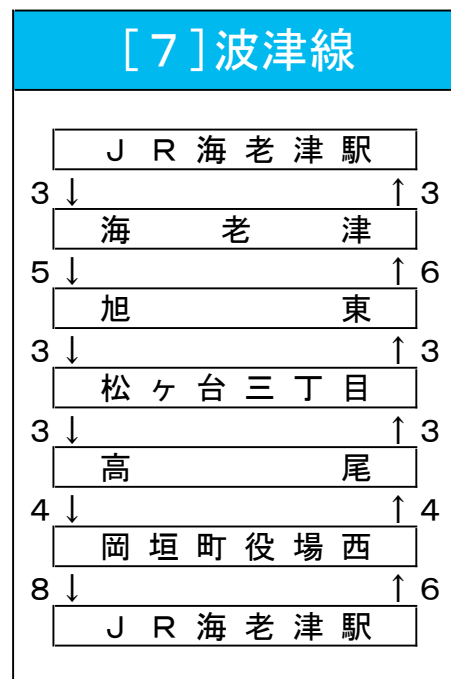 ［７］波津線
ＪＲ海老津駅
３↓ ↑３
海老津
５↓ ↑６
旭東
３↓ ↑３
松ヶ台三丁目
３↓ ↑３
高尾
４↓ ↑４
岡垣町役場西
８↓ ↑６
ＪＲ海老津駅